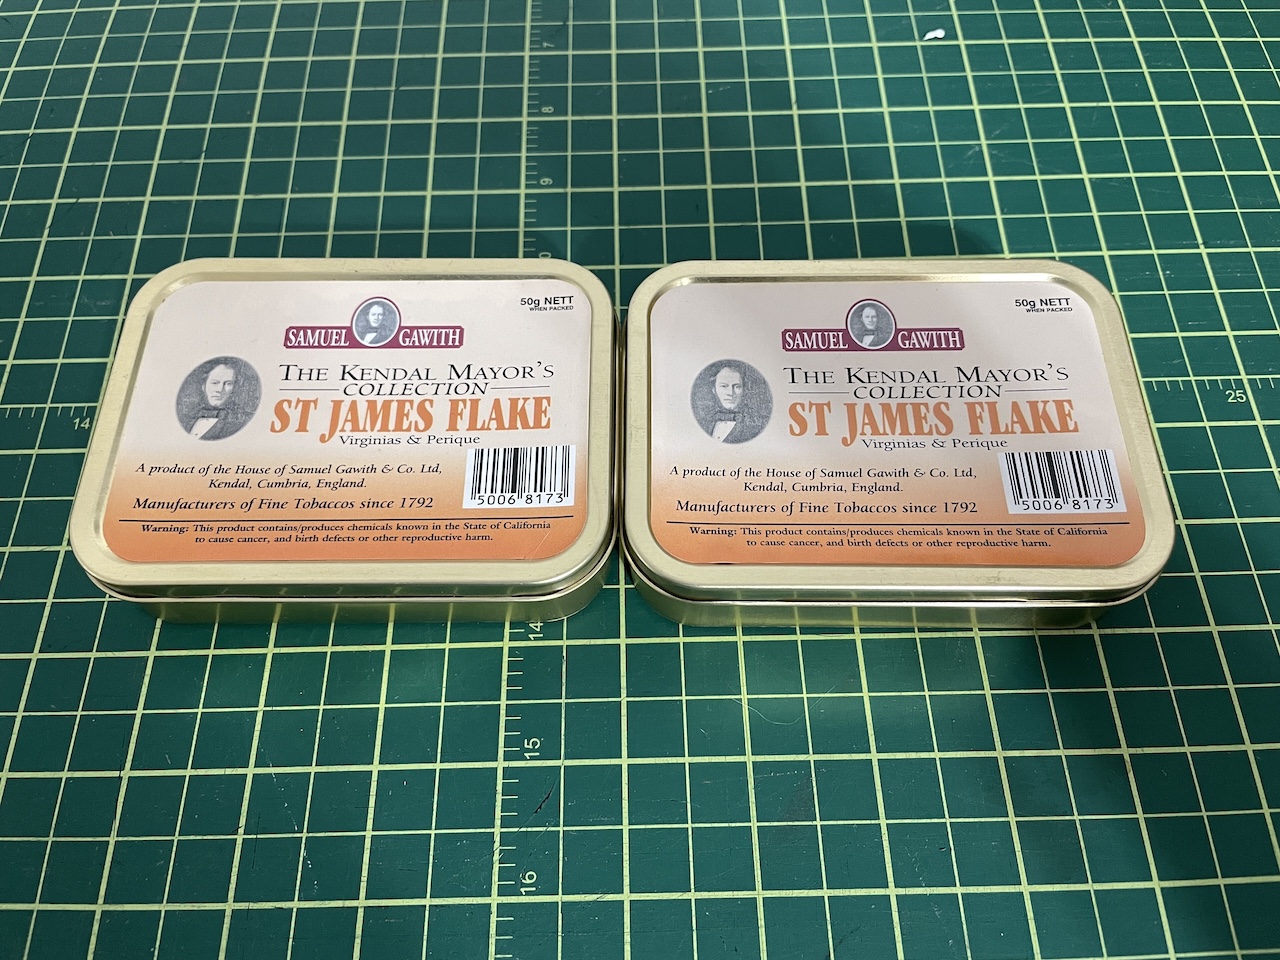 7
8
9
50g NETT
WHEN PACKED
SAMUEL GAWITH
THE KENDAL MAYOR'S
COLLECTION
ST JAMES FLAKE
Virginias & Perique
A product of the House of Samuel Gawith & Co. Ltd,
Kendal, Cumbria, England.
Manufacturers of Fine Tobaccos since 1792
5006 8173
Warning: This product contains/produces chemicals known in the State of California
to cause cancer, and birth defects or other reproductive harm.
50g NETT
WHEN PACKED
SAMUEL GAWITH
THE KENDAL MAYOR'S
COLLECTION
ST JAMES FLAKE
Virginias & Perique
A product of the House of Samuel Gawith & Co. Ltd,
Kendal, Cumbria, England.
Manufacturers of Fine Tobaccos since 1792
5006 8173
Warning: This product contains/produces chemicals known in the State of California
to cause cancer, and birth defects or other reproductive harm.
14
25
14
15
16